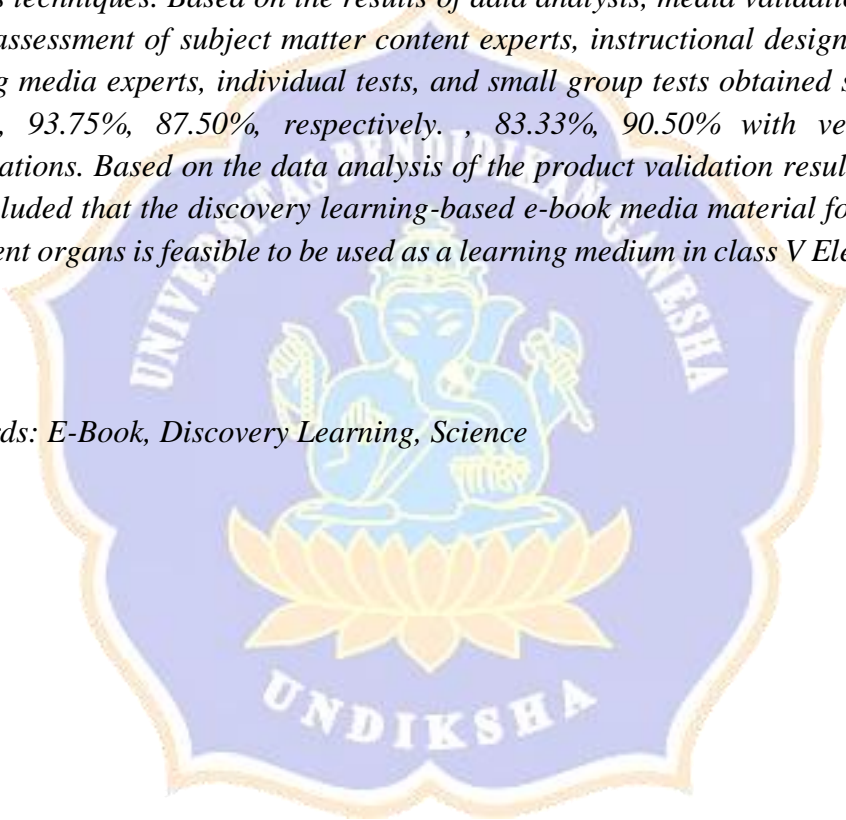 s techniques. Based on the results of data analysis, media validatio
assessment of subject matter content experts, instructional design
g media experts, individual tests, and small group tests obtained s
, 93.75%, 87.50%, respectively. , 83.33%, 90.50% with ve
ations. Based on the data analysis of the product validation resul
luded that the discovery learning-based e-book media material fo
ent organs is feasible to be used as a learning medium in class V Ele
rds: E-Book, Discovery Learning, Science
UNIVERSITAS PENDIDIKAN GANESHA
UNDIKSHA